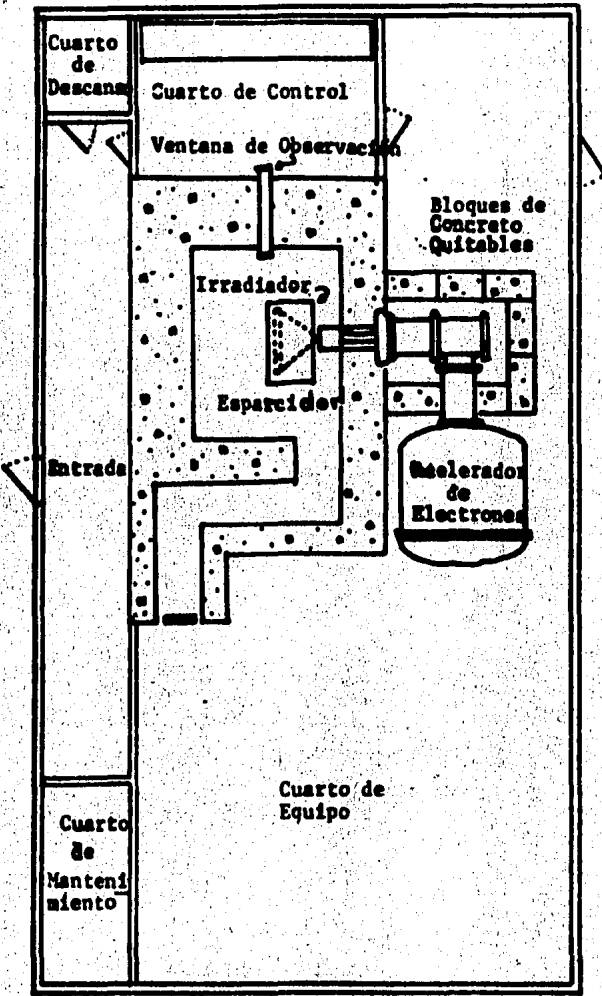 Cuarto
de
Descans
Cuarto de Control
Ventana de Observación
Bloques de
Concreto
Quitables
Irradiador
Esparcidor
Entrada
Acelerador
de
Electrones
Cuarto de
Equipo
Cuarto
de
Manteni
miento